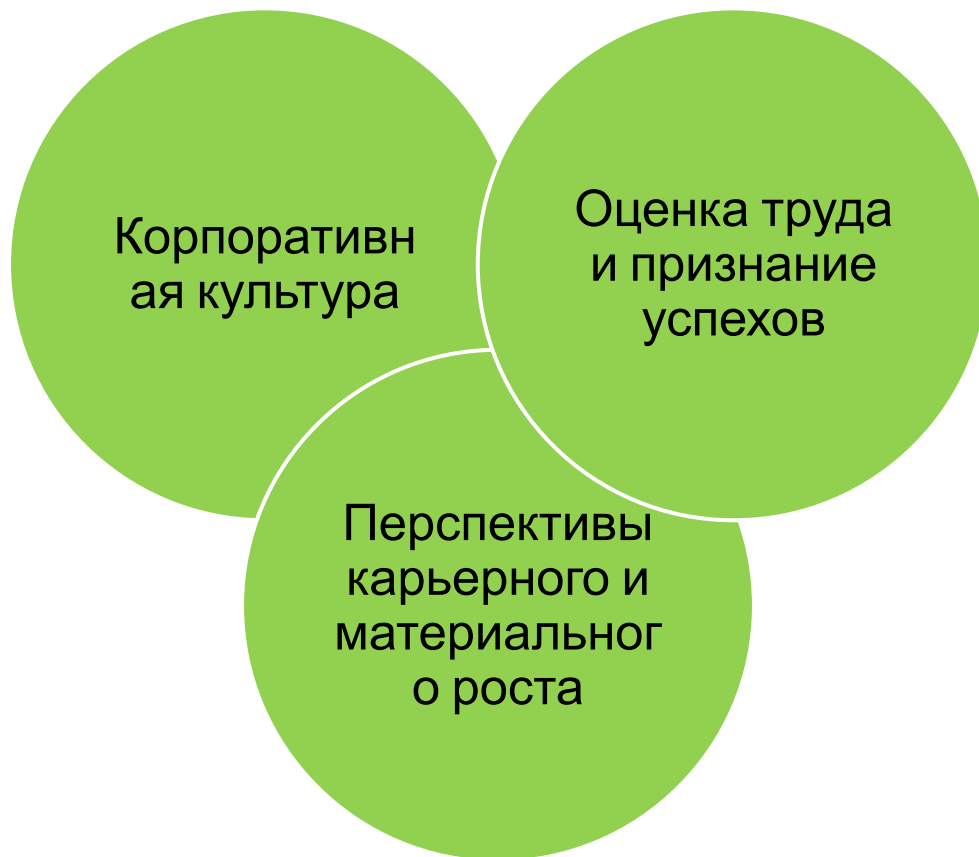 Корпоративн
ая культура
Оценка труда
и признание
успехов
Перспективы
карьерного и
материальног
о роста